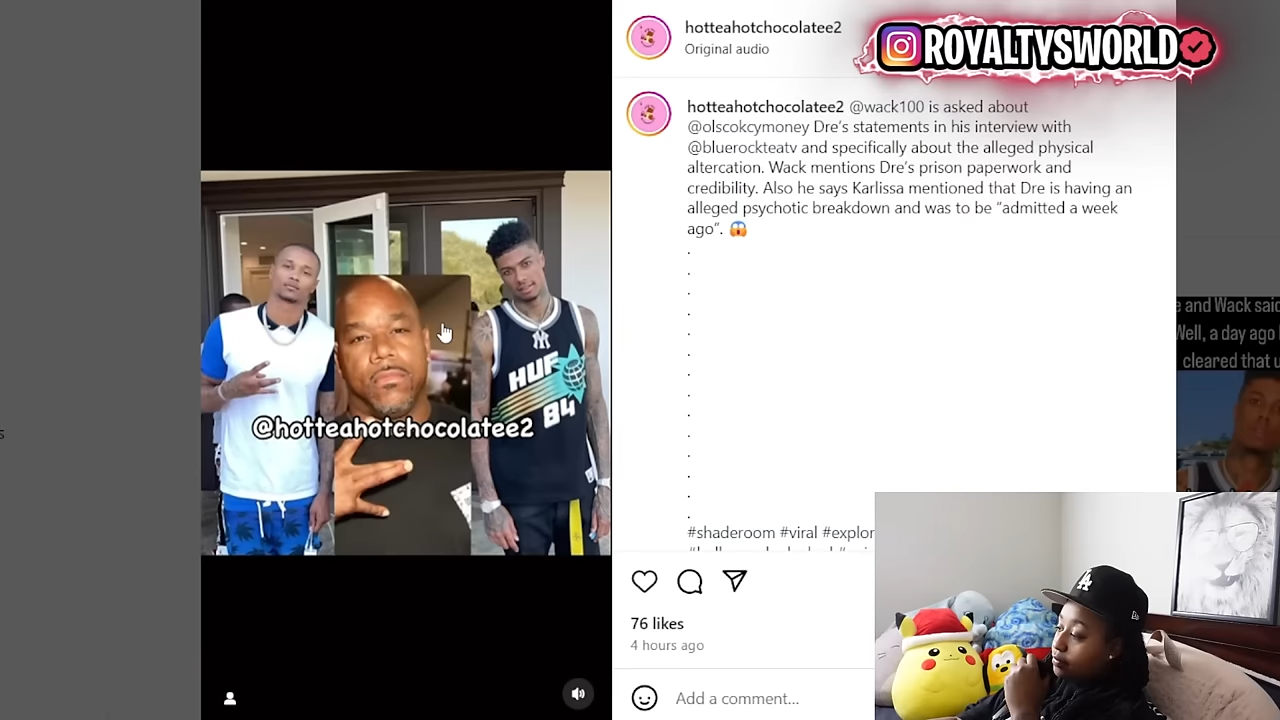 hotteahotchocolatee2
Original audio
ROYALTYSWORLD
hotteahotchocolatee2 @wack100 is asked about
@olscokcymoney Dre's statements in his interview with
@bluerockteatv and specifically about the alleged physical
altercation. Wack mentions Dre's prison paperwork and
credibility. Also he says Karlissa mentioned that Dre is having an
alleged psychotic breakdown and was to be "admitted a week
ago". 😱
.
.
.
.
.
.
.
.
.
.
.
.
.
.
#shaderoom #viral #explor
e and Wack said
Well, a day ago
cleared that u
HUF
84
@hotteahotchocolatee2
76 likes
4 hours ago
Add a comment...
LA
s